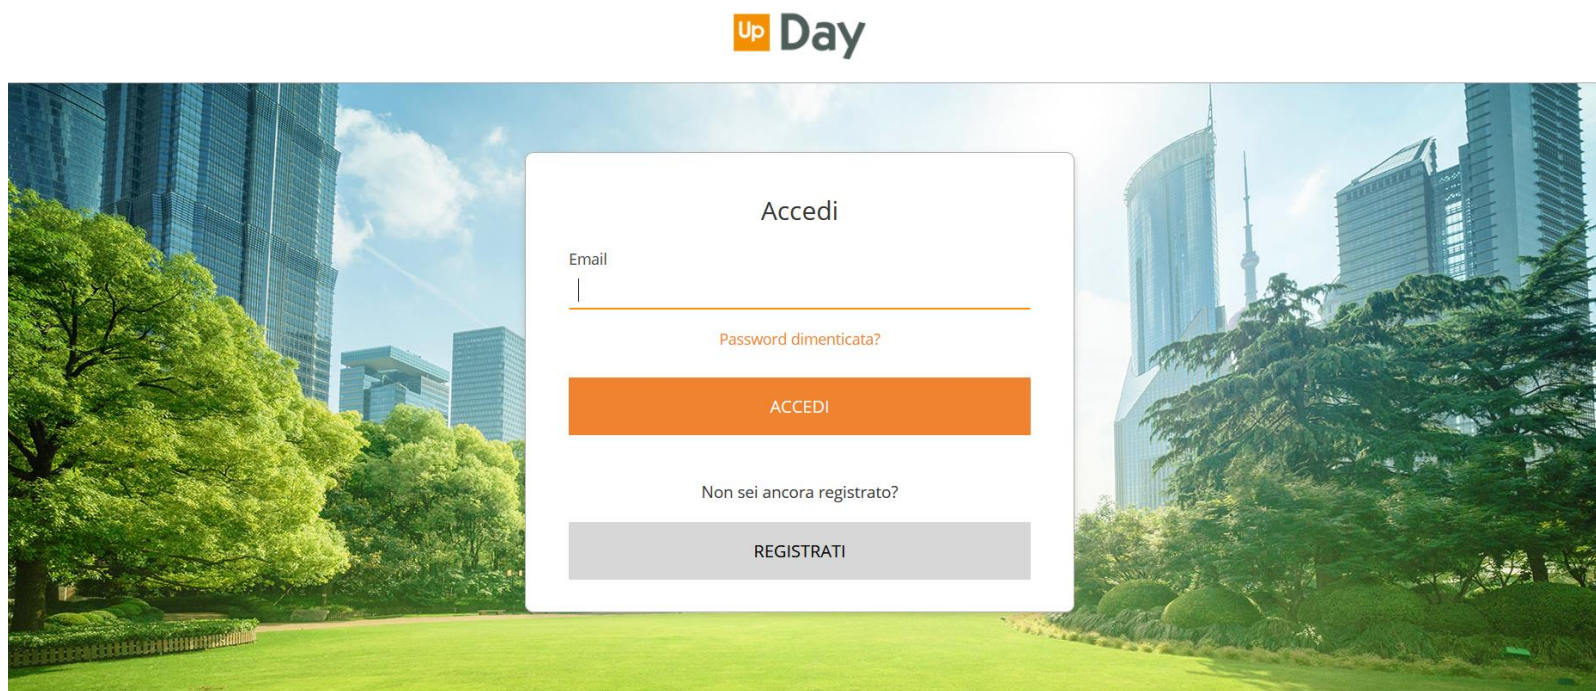 Up Day
Accedi
Email
Password dimenticata?
ACCEDI
Non sei ancora registrato?
REGISTRATI